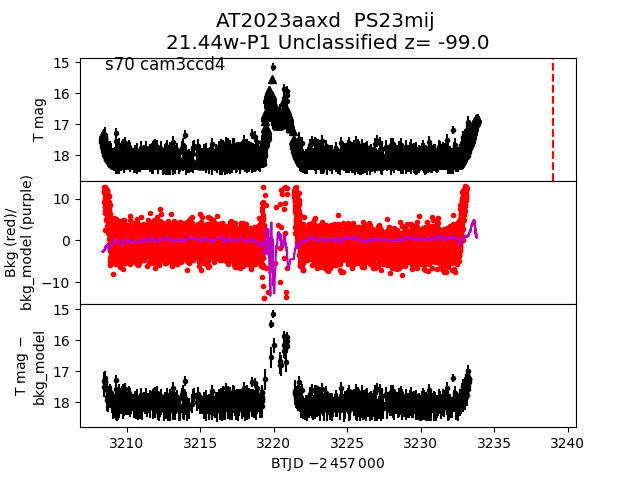 AT2023aaxd  PS23mij
21.44w-P1 Unclassified z= -99.0
s70 cam3ccd4
15
16
17
18
T mag
10
0
−10
Bkg (red)/
bkg_model (purple)
15
16
17
18
T mag −
bkg_model
3210 3215 3220 3225 3230 3235 3240
BTJD −2 457 000